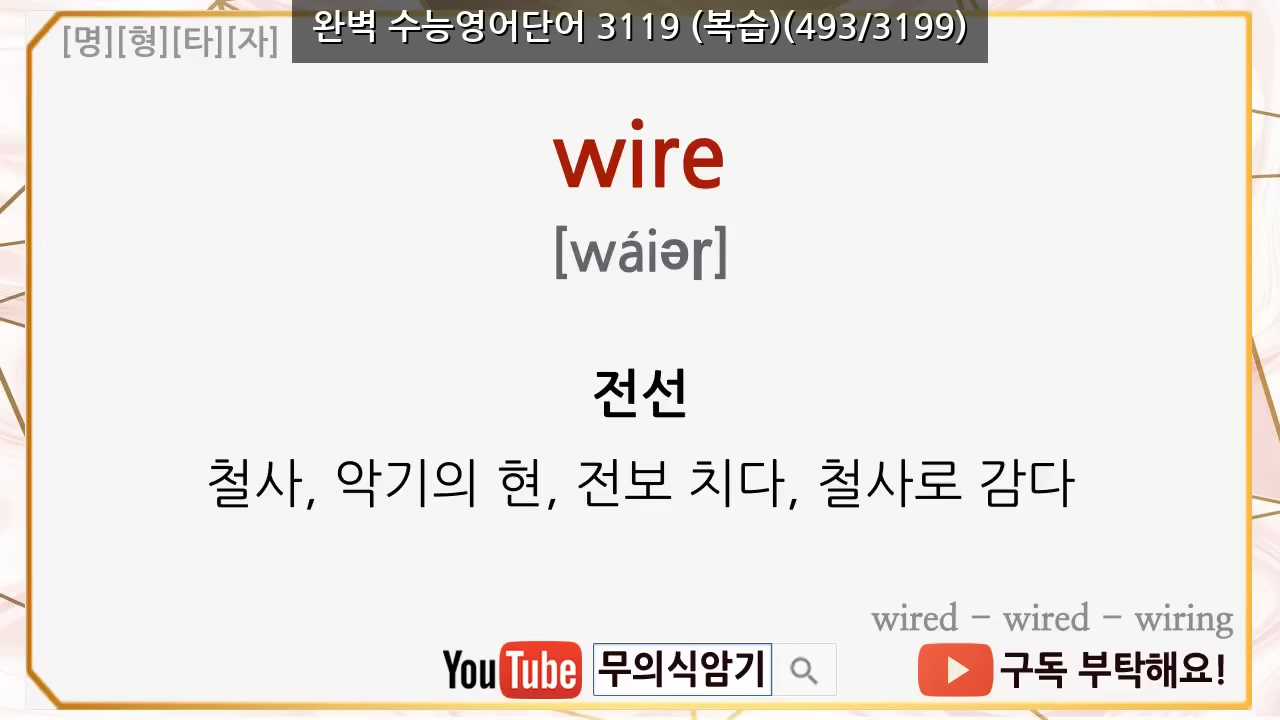 완벽 수능영어단어 3119 (복습)(493/3199)
[명][형][타][자]
wire
[wáiəɼ]
전선
철사, 악기의 현, 전보 치다, 철사로 감다
wired - wired - wiring
YouTube 무의식암기 구독 부탁해요!